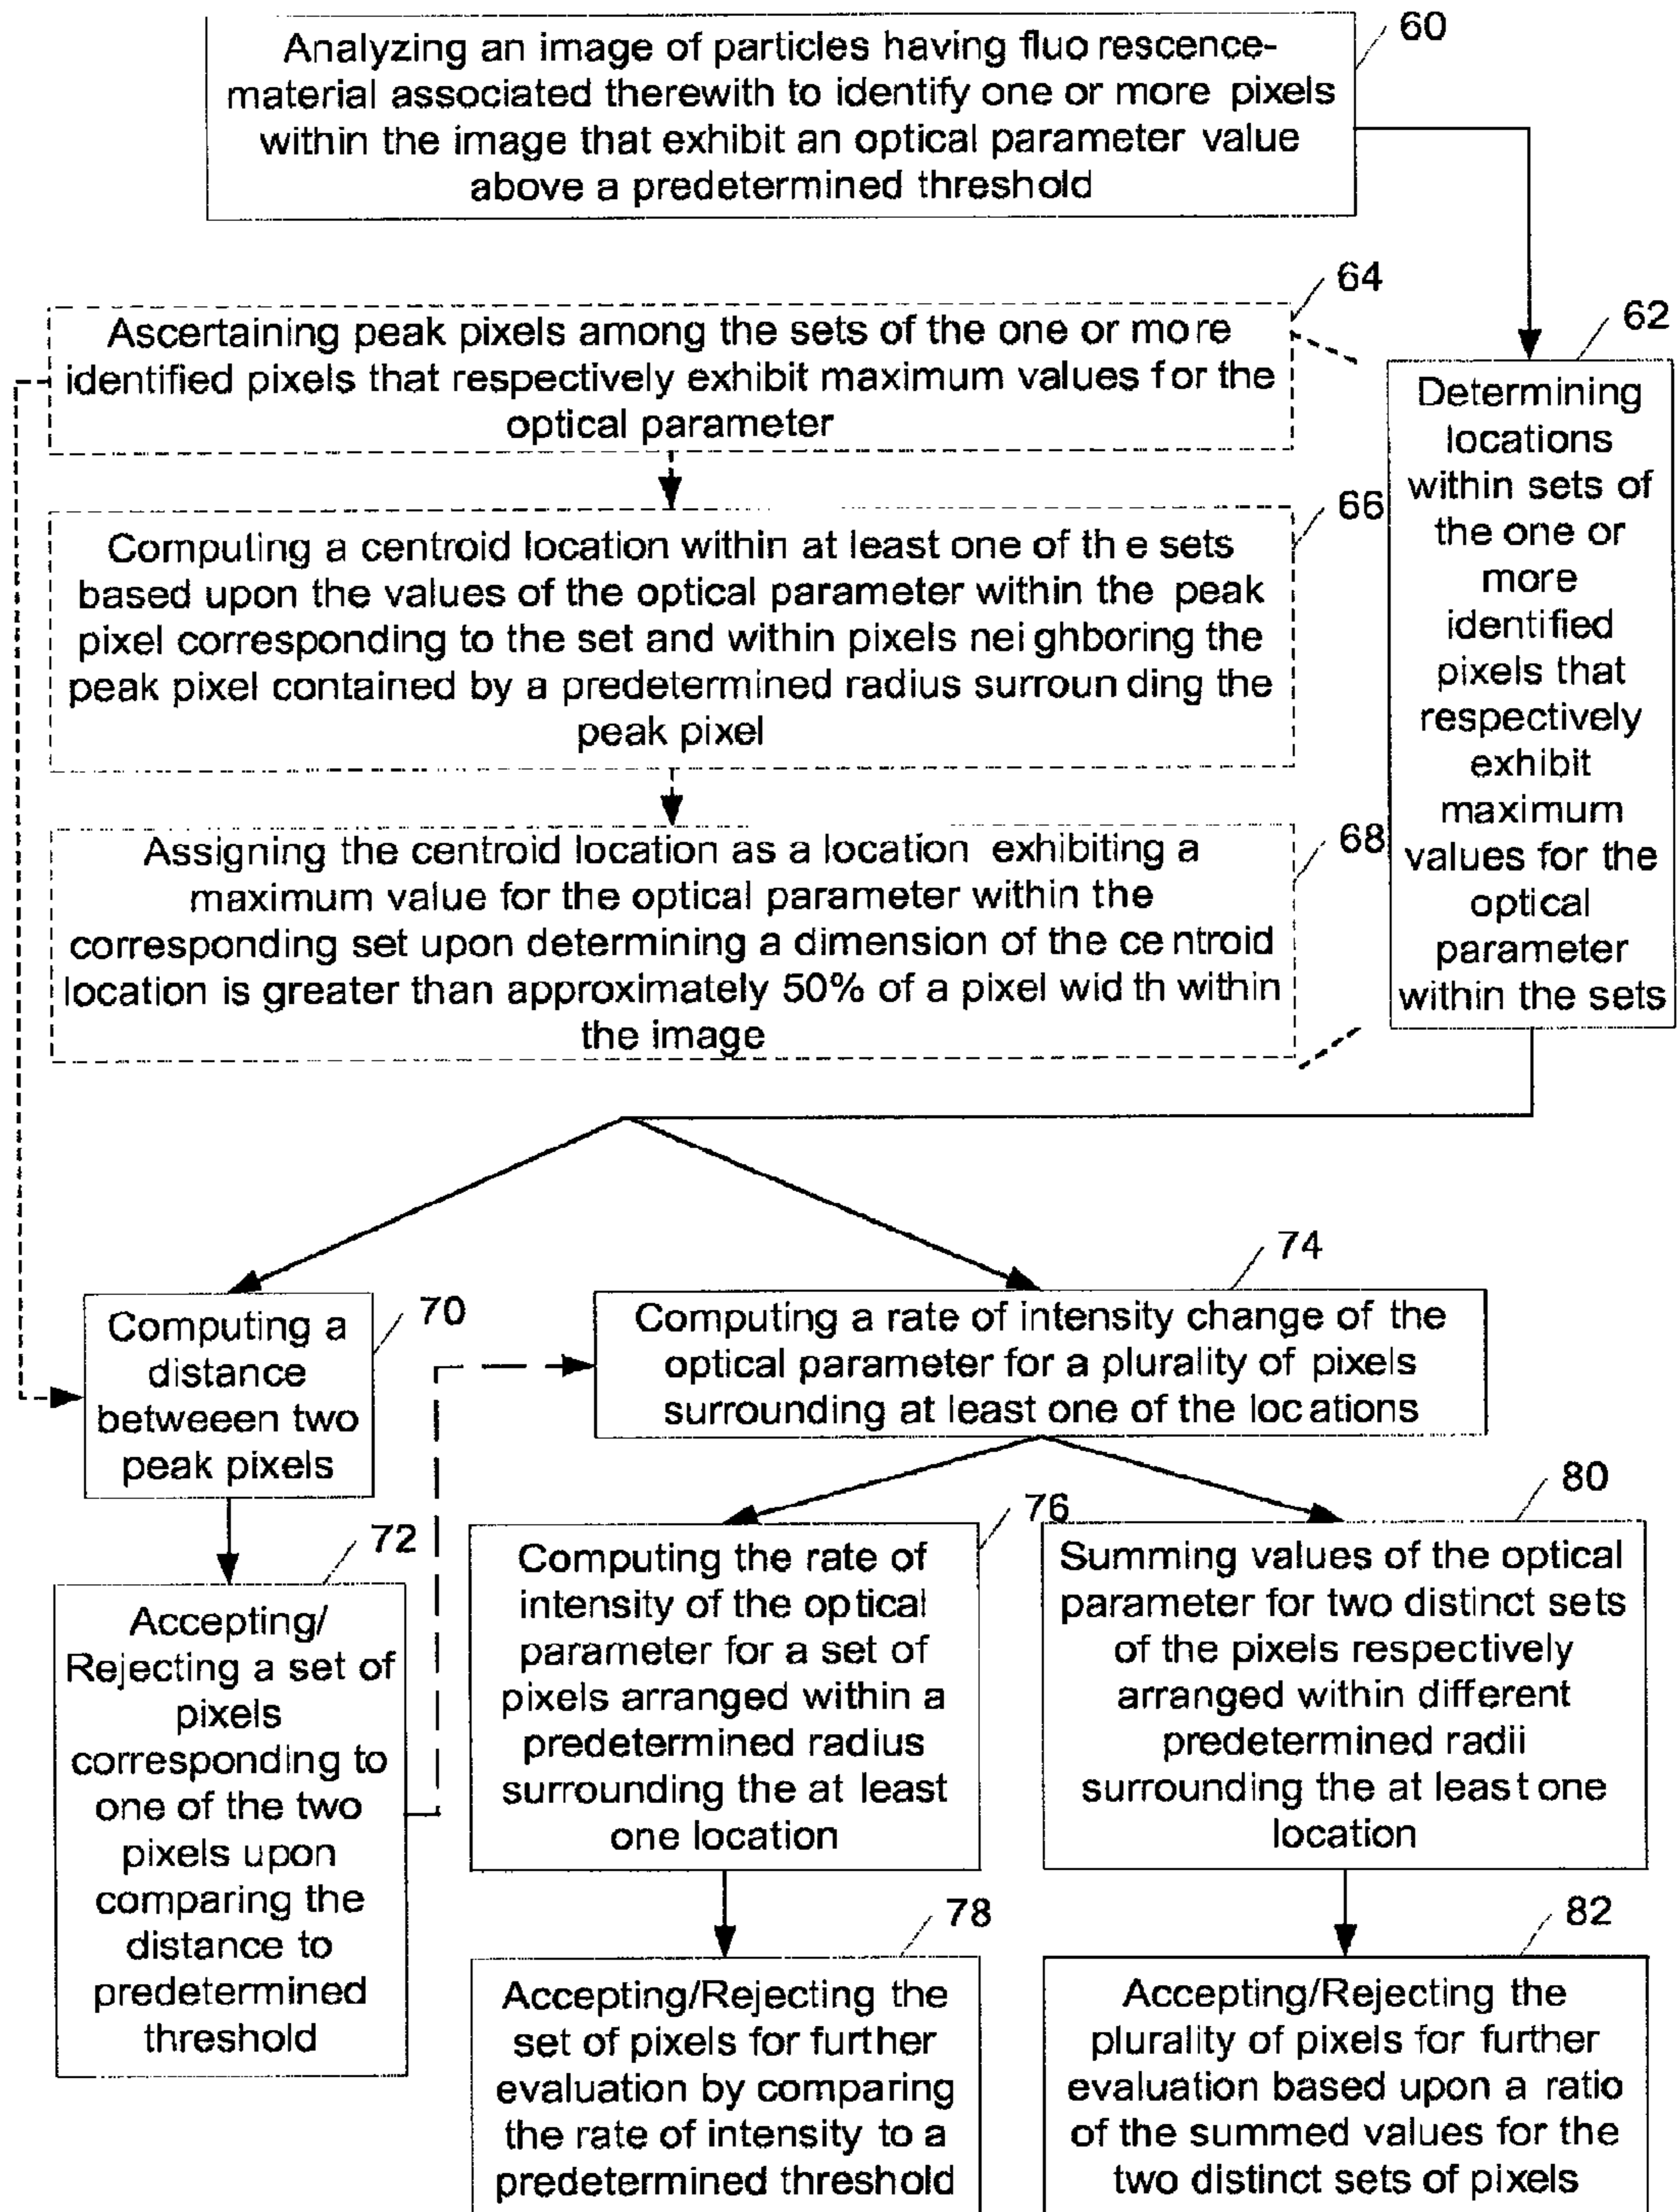 60
Analyzing an image of particles having fluo rescence-
material associated therewith to identify one or more pixels
within the image that exhibit an optical parameter value
above a predetermined threshold
64
Ascertaining peak pixels among the sets of the one or more
identified pixels that respectively exhibit maximum values for the
optical parameter
62
Determining
locations
within sets of
the one or
more
identified
pixels that
respectively
exhibit
maximum
values for the
optical
parameter
within the sets
66
Computing a centroid location within at least one of th e sets
based upon the values of the optical parameter within the peak
pixel corresponding to the set and within pixels nei ghboring the
peak pixel contained by a predetermined radius surroun ding the
peak pixel
68
Assigning the centroid location as a location exhibiting a
maximum value for the optical parameter within the
corresponding set upon determining a dimension of the ce ntroid
location is greater than approximately 50% of a pixel wid th within
the image
70
Computing a
distance
betweeen two
peak pixels
72
Accepting/
Rejecting a set of
pixels
corresponding to
one of the two
pixels upon
comparing the
distance to
predetermined
threshold
74
Computing a rate of intensity change of the
optical parameter for a plurality of pixels
surrounding at least one of the loc ations
76
Computing the rate of
intensity of the optical
parameter for a set of
pixels arranged within a
predetermined radius
surrounding the at least
one location
78
Accepting/Rejecting the
set of pixels for further
evaluation by comparing
the rate of intensity to a
predetermined threshold
80
Summing values of the optical
parameter for two distinct sets
of the pixels respectively
arranged within different
predetermined radii
surrounding the at least one
location
82
Accepting/Rejecting the
plurality of pixels for further
evaluation based upon a ratio
of the summed values for the
two distinct sets of pixels